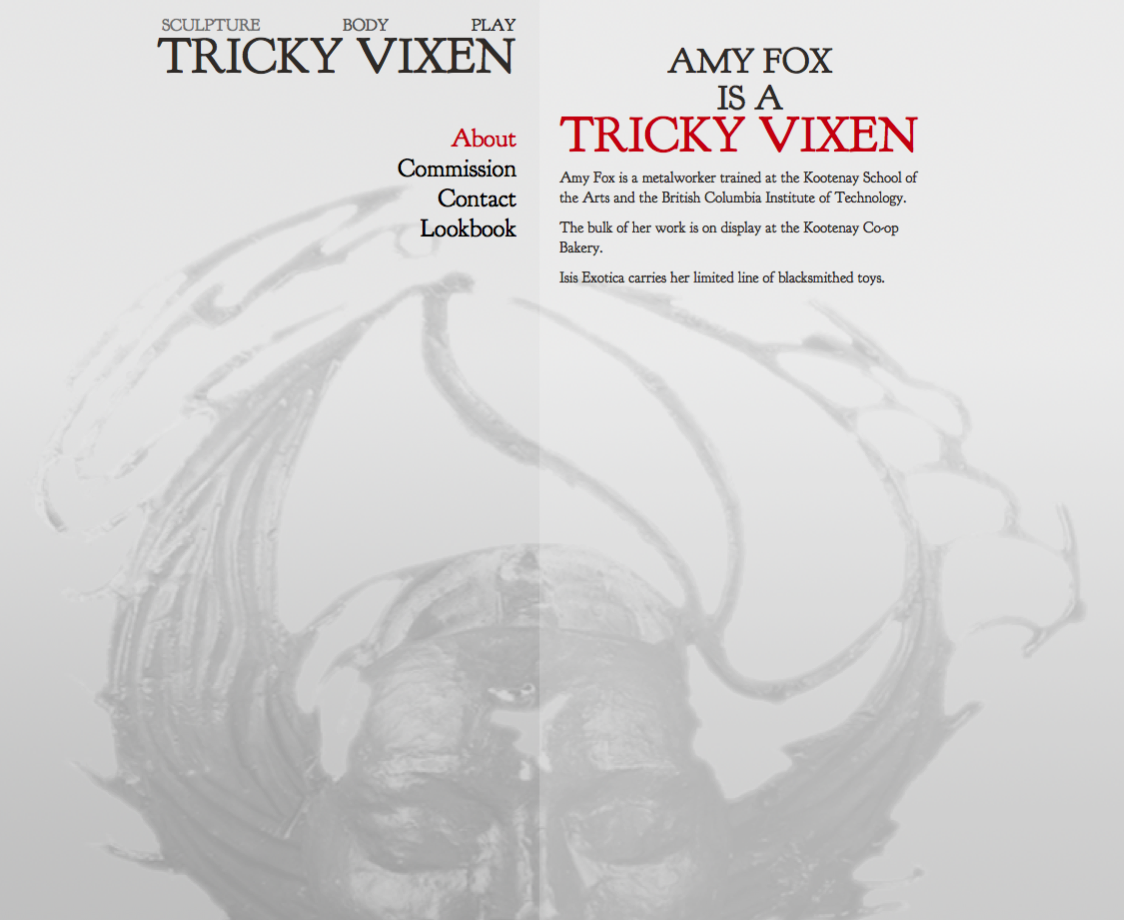 SCULPTURE BODY PLAY
TRICKY VIXEN
About
Commission
Contact
Lookbook
AMY FOX
IS A
TRICKY VIXEN
Amy Fox is a metalworker trained at the Kootenay School of
the Arts and the British Columbia Institute of Technology.
The bulk of her work is on display at the Kootenay Co-op
Bakery.
Isis Exotica carries her limited line of blacksmithed toys.